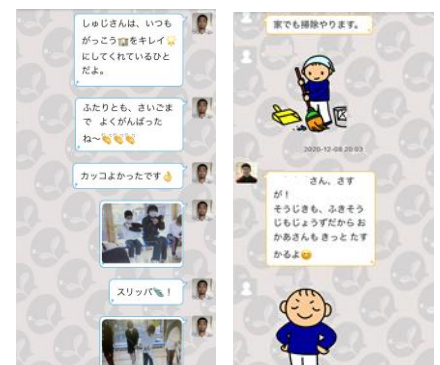 しゅじさんは、いつも
がっこう🏫をキレイ✨
にしてくれているひと
だよ。
ふたりとも、さいごま
で よくがんばった
ね〜👏👏👏
カッコよかったです👌
スリッパ🩴！
家でも掃除やります。
2020-12-08 20:03
さん、さす
が！
そうじきも、ふきそう
じもじょうずだから お
かあさんも きっと たす
かるよ😊